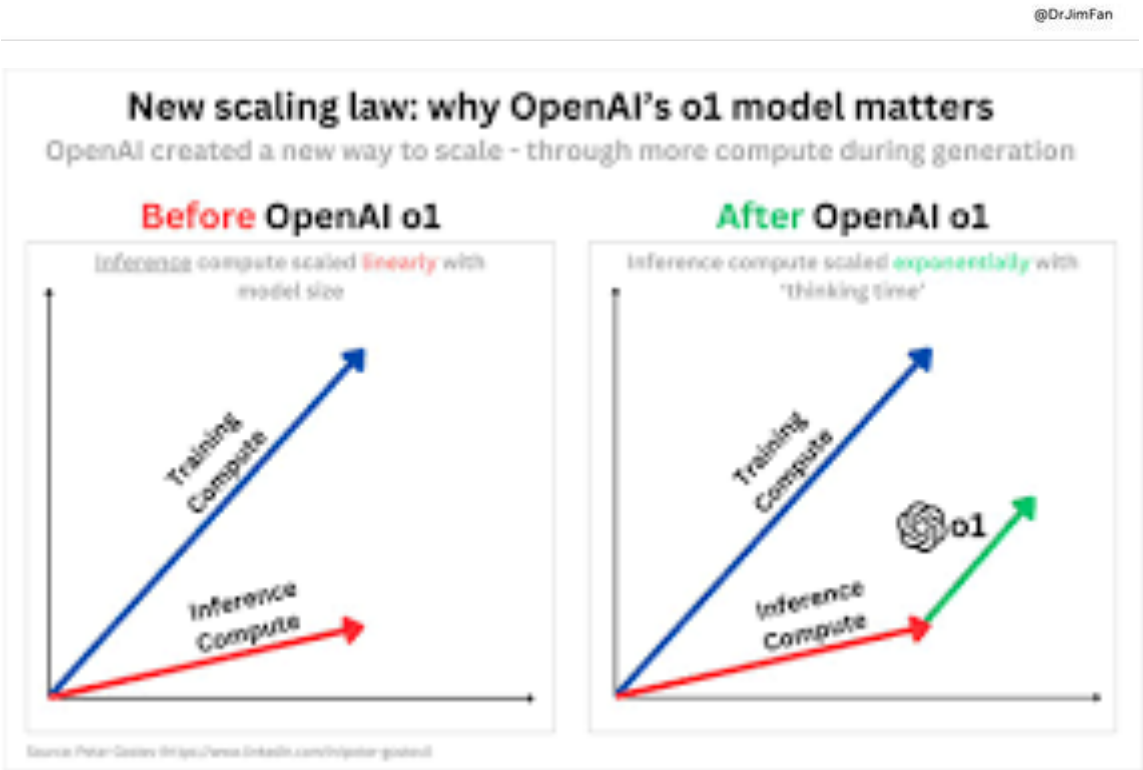 @DrJimFan
New scaling law: why OpenAI's o1 model matters
OpenAI created a new way to scale - through more compute during generation
Before OpenAI o1
Inference compute scaled linearly with
model size
Training
Compute
Inference
Compute
After OpenAI o1
Inference compute scaled exponentially with
'thinking time'
Training
Compute
o1
Inference
Compute
Source: Peter